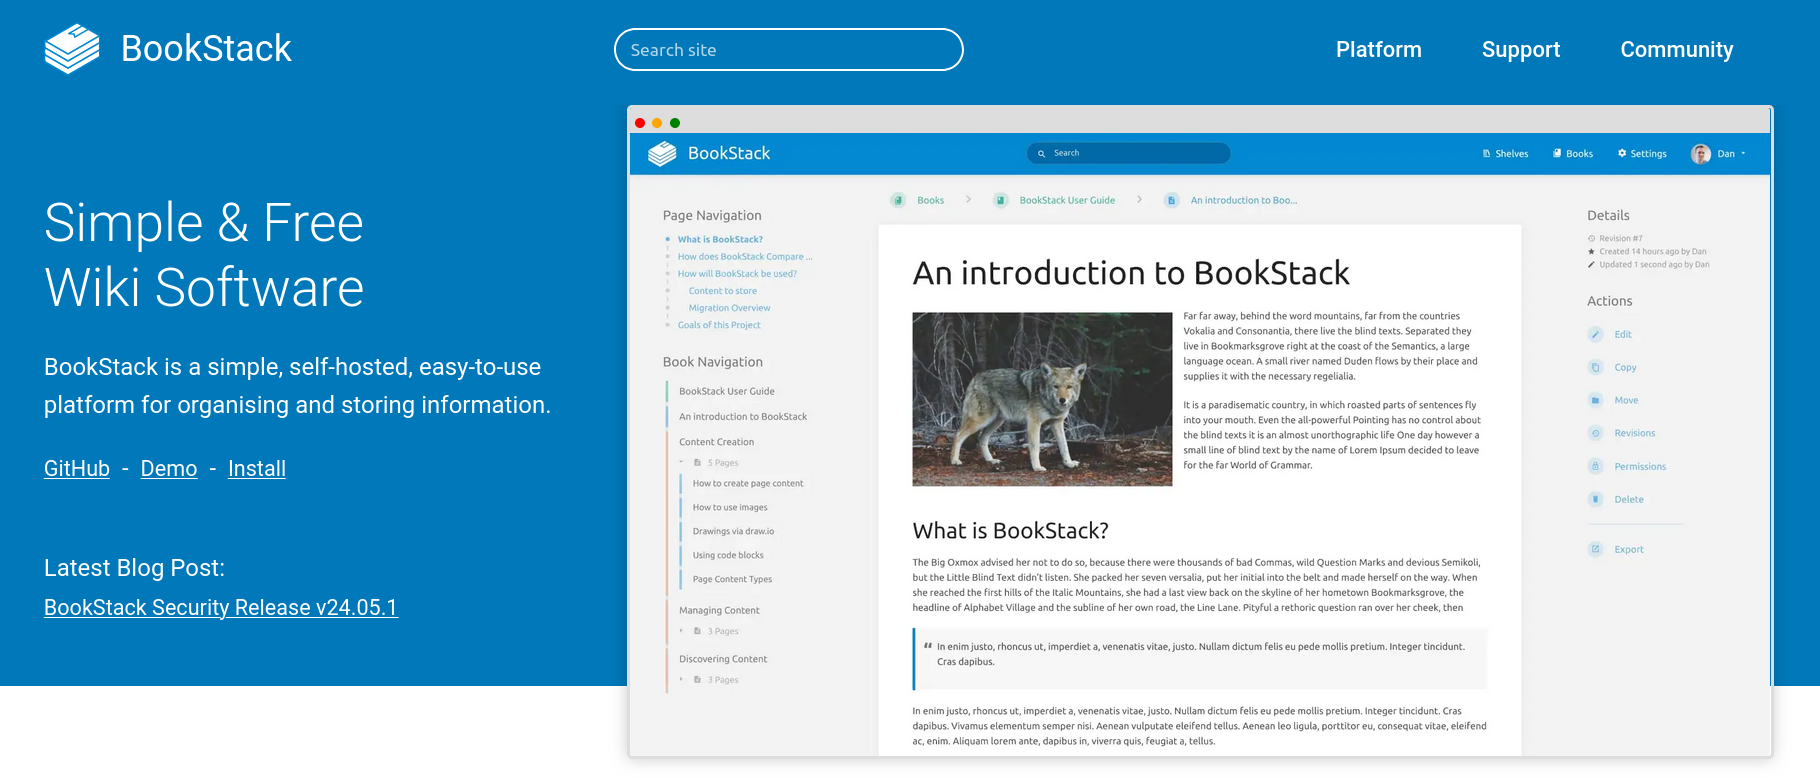 BookStack
Search site
Platform
Support
Community
Simple & Free
Wiki Software
BookStack is a simple, self-hosted, easy-to-use
platform for organising and storing information.
GitHub - Demo - Install
Latest Blog Post:
BookStack Security Release v24.05.1
BookStack
Search
Shelves
Books
Settings
Dan
Books
BookStack User Guide
An introduction to Boo...
Page Navigation
What is BookStack?
How does BookStack Compare ...
How will BookStack be used?
Content to store
Migration Overview
Goals of this Project
Book Navigation
BookStack User Guide
An introduction to BookStack
Content Creation
5 Pages
How to create page content
How to use images
Drawings via draw.io
Using code blocks
Page Content Types
Managing Content
3 Pages
Discovering Content
3 Pages
An introduction to BookStack
Far far away, behind the word mountains, far from the countries
Vokalia and Consonantia, there live the blind texts. Separated they
live in Bookmarksgrove right at the coast of the Semantics, a large
language ocean. A small river named Duden flows by their place and
supplies it with the necessary regelialia.
It is a paradisematic country, in which roasted parts of sentences fly
into your mouth. Even the all-powerful Pointing has no control about
the blind texts it is an almost unorthographic life One day however a
small line of blind text by the name of Lorem Ipsum decided to leave
for the far World of Grammar.
What is BookStack?
The Big Oxmox advised her not to do so, because there were thousands of bad Commas, wild Question Marks and devious Semikoli,
but the Little Blind Text didn't listen. She packed her seven versalia, put her initial into the belt and made herself on the way. When
she reached the first hills of the Italic Mountains, she had a last view back on the skyline of her hometown Bookmarksgrove, the
headline of Alphabet Village and the subline of her own road, the Line Lane. Pityful a rethoric question ran over her cheek, then
“ In enim justo, rhoncus ut, imperdiet a, venenatis vitae, justo. Nullam dictum felis eu pede mollis pretium. Integer tincidunt.
Cras dapibus.
In enim justo, rhoncus ut, imperdiet a, venenatis vitae, justo. Nullam dictum felis eu pede mollis pretium. Integer tincidunt. Cras
dapibus. Vivamus elementum semper nisi. Aenean vulputate eleifend tellus. Aenean leo ligula, porttitor eu, consequat vitae, eleifend
ac, enim. Aliquam lorem ante, dapibus in, viverra quis, feugiat a, tellus.
Details
Revision #7
Created 14 hours ago by Dan
Updated 1 second ago by Dan
Actions
Edit
Copy
Move
Revisions
Permissions
Delete
Export